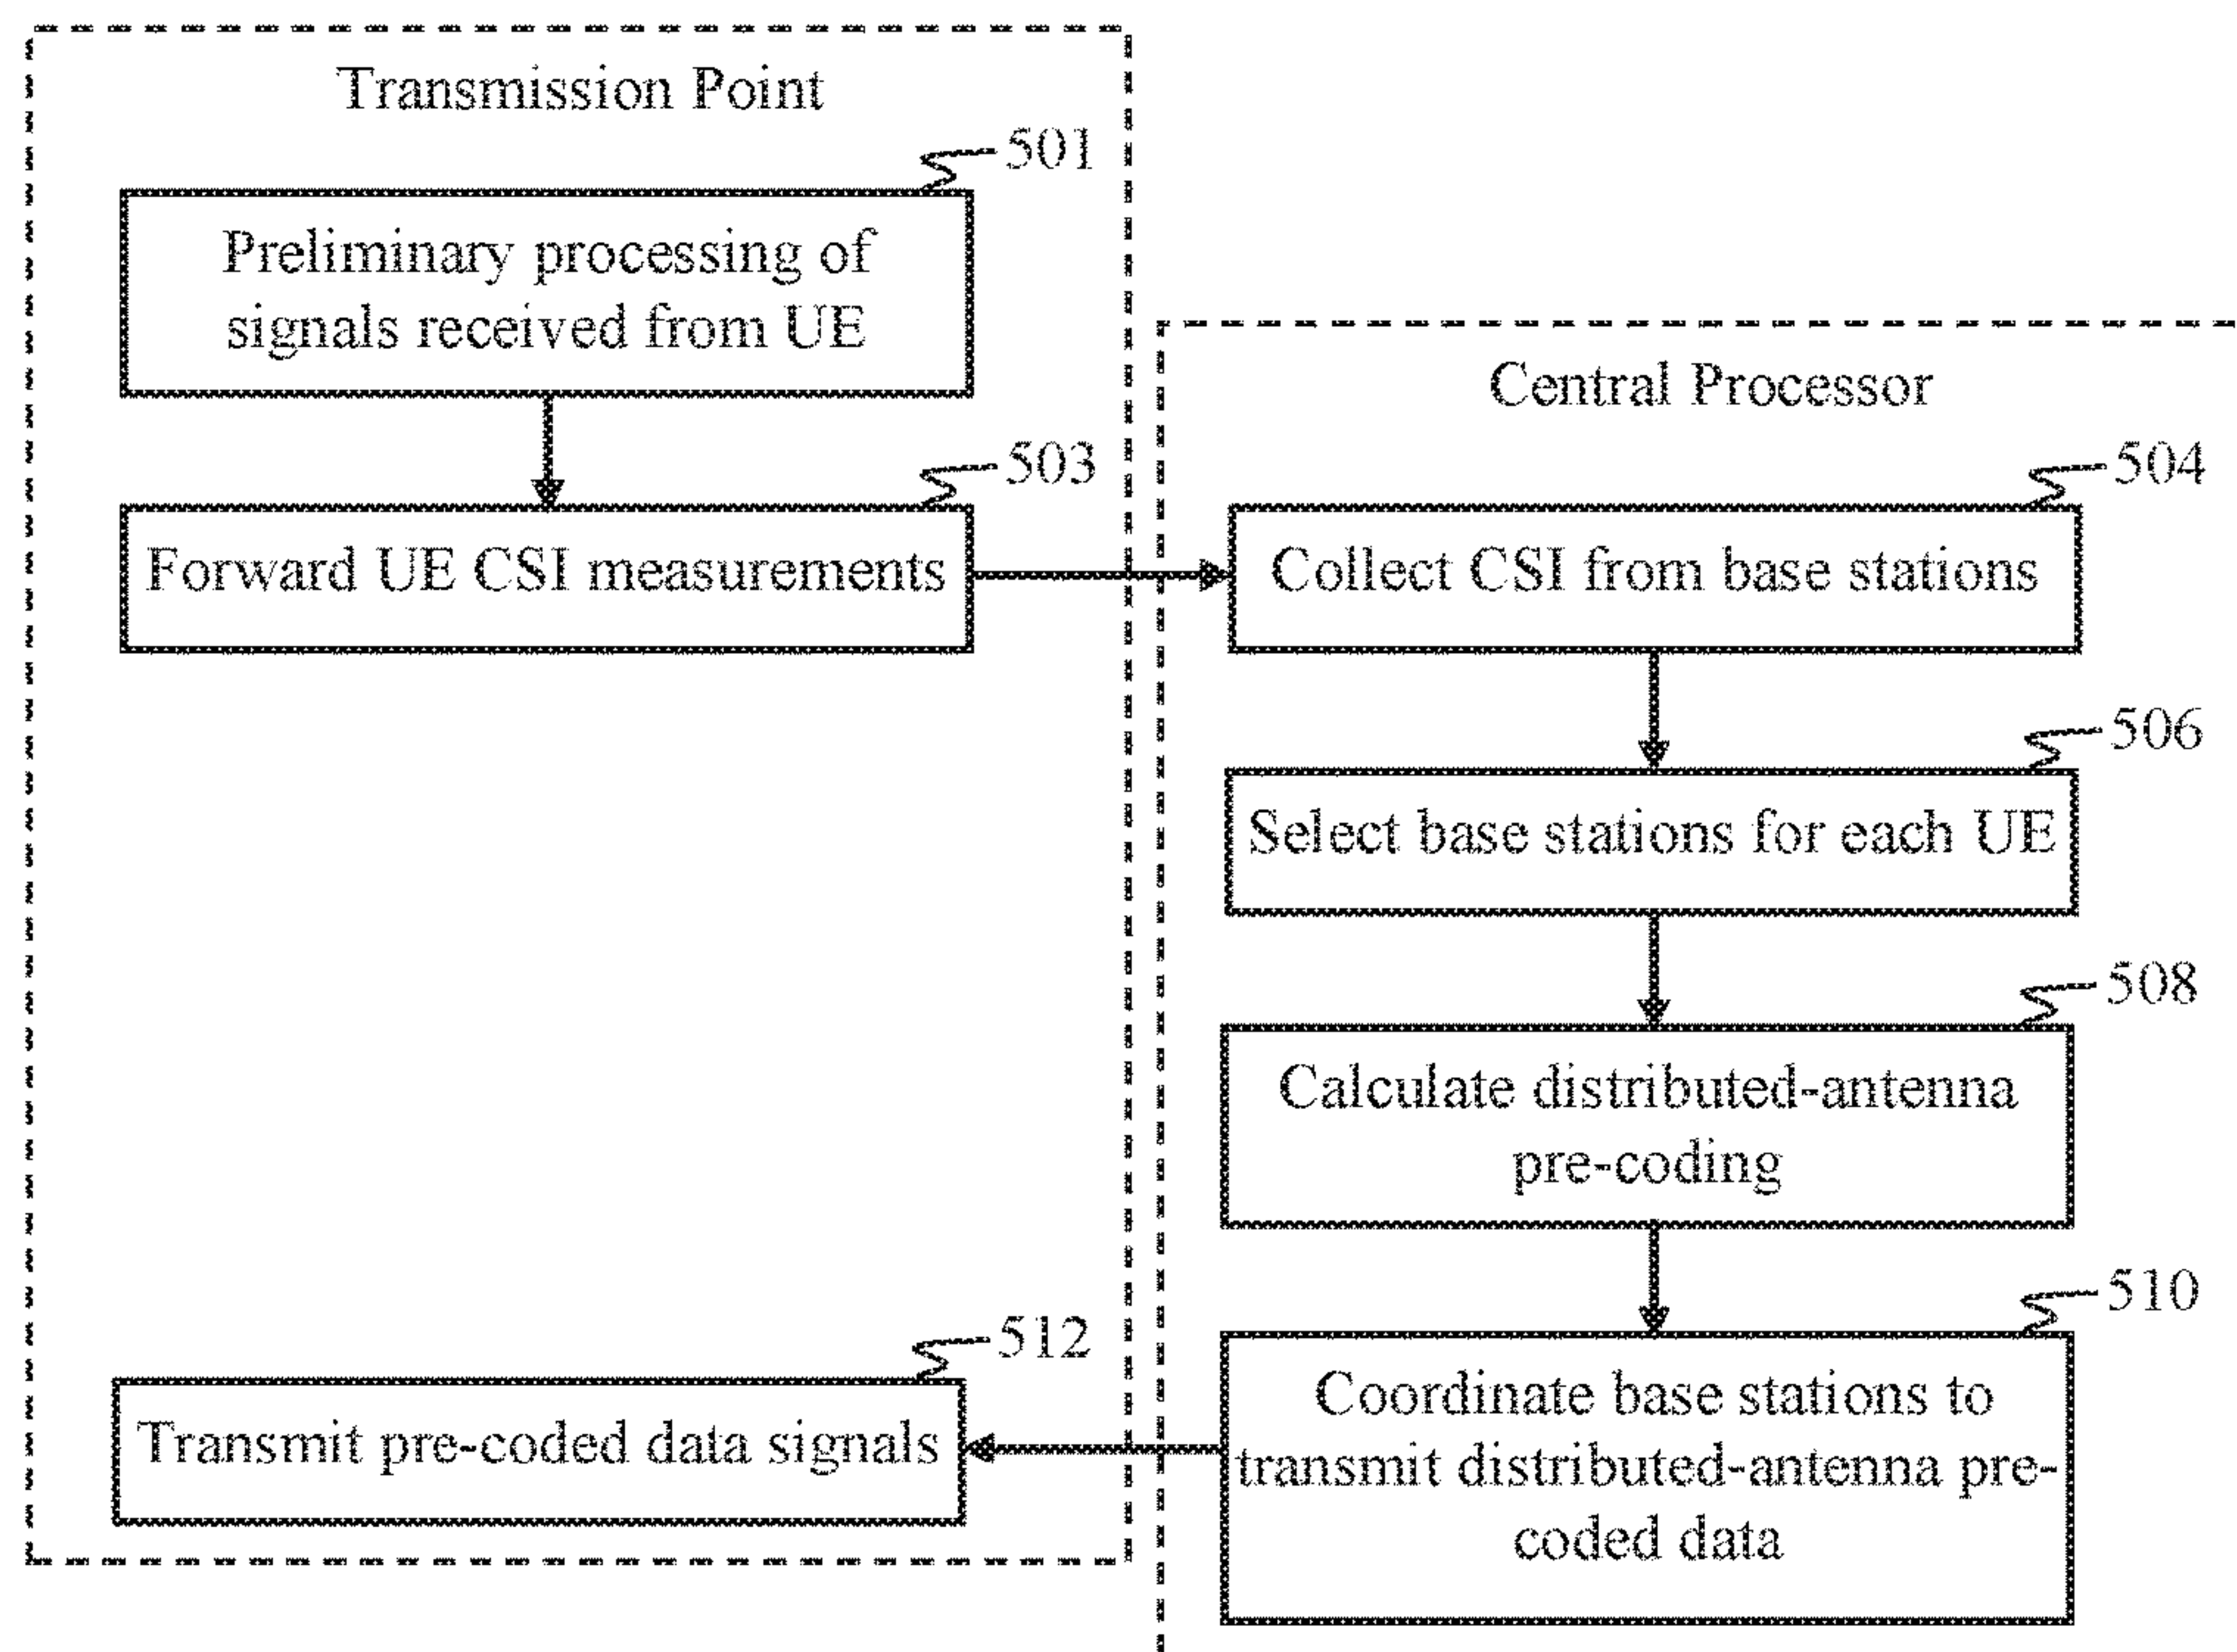 Transmission Point
501
Preliminary processing of
signals received from UE
503
Forward UE CSI measurements
512
Transmit pre-coded data signals
Central Processor
504
Collect CSI from base stations
506
Select base stations for each UE
508
Calculate distributed-antenna
pre-coding
510
Coordinate base stations to
transmit distributed-antenna pre-
coded data